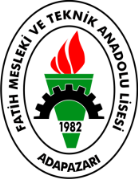 FATİH MESLEKİ VE TEKNİK ANADOLU LİSESİ
1982
ADAPAZARI